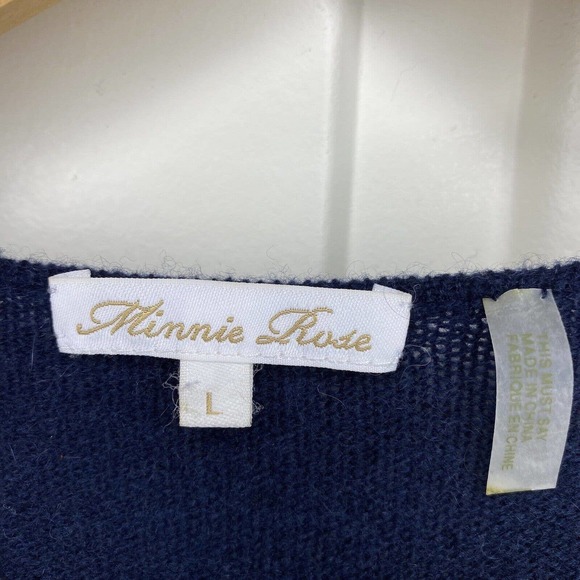 Minnie Rose
L
THIS MUST SAY
MADE IN CHINA
FABRIQUE EN CHINE